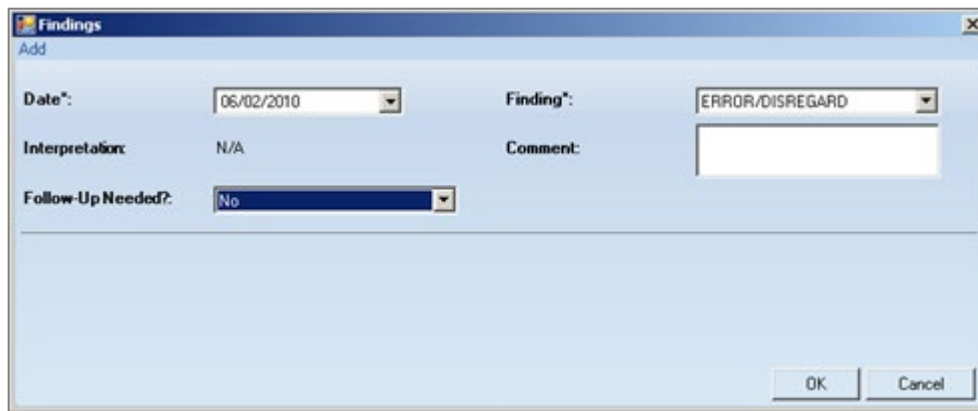 Findings
Add
Date*: 06/02/2010 Finding*: ERROR/DISREGARD
Interpretation: N/A Comment:
Follow-Up Needed?: No
OK Cancel